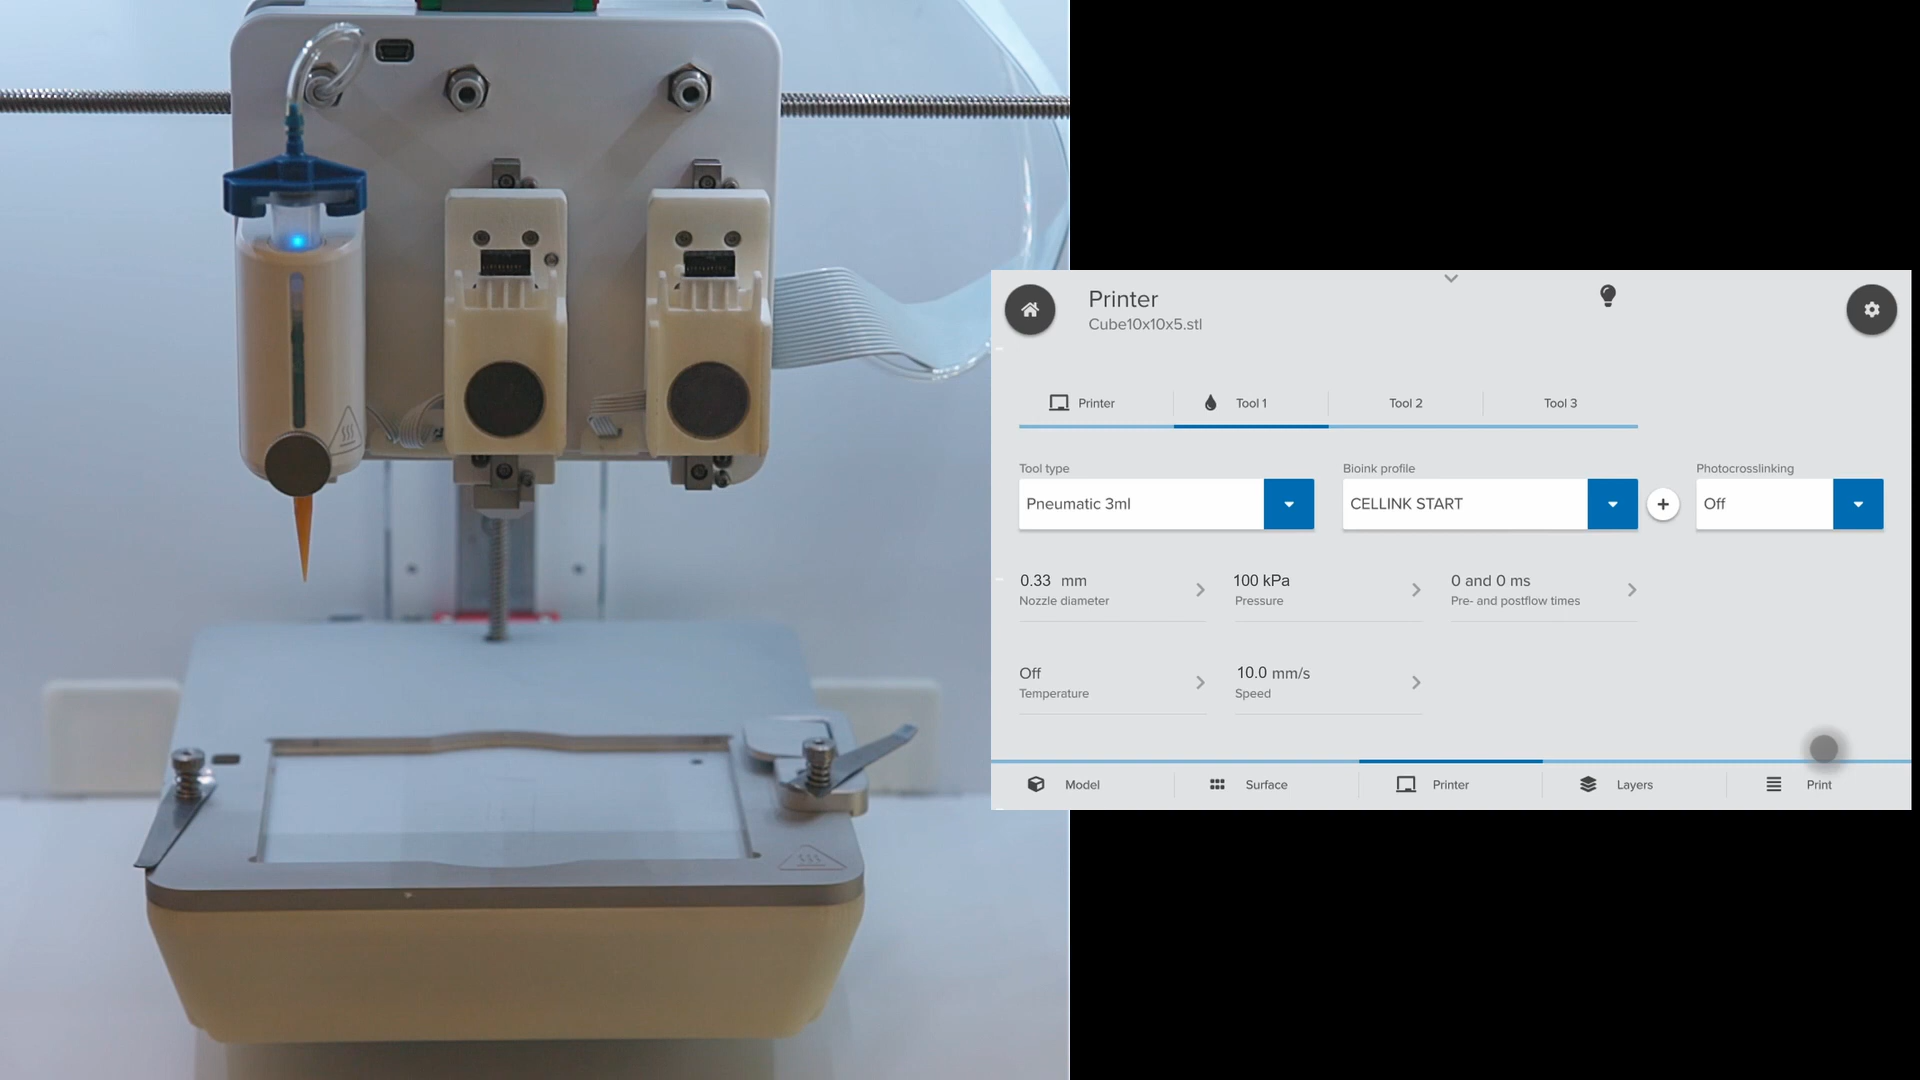 Printer
Cube10x10x5.stl
Printer
Tool 1
Tool 2
Tool 3
Tool type
Bioink profile
Photocrosslinking
Pneumatic 3ml
CELLINK START
Off
0.33 mm
100 kPa
0 and 0 ms
Nozzle diameter
Pressure
Pre- and postflow times
Off
10.0 mm/s
Temperature
Speed
Model
Surface
Printer
Layers
Print